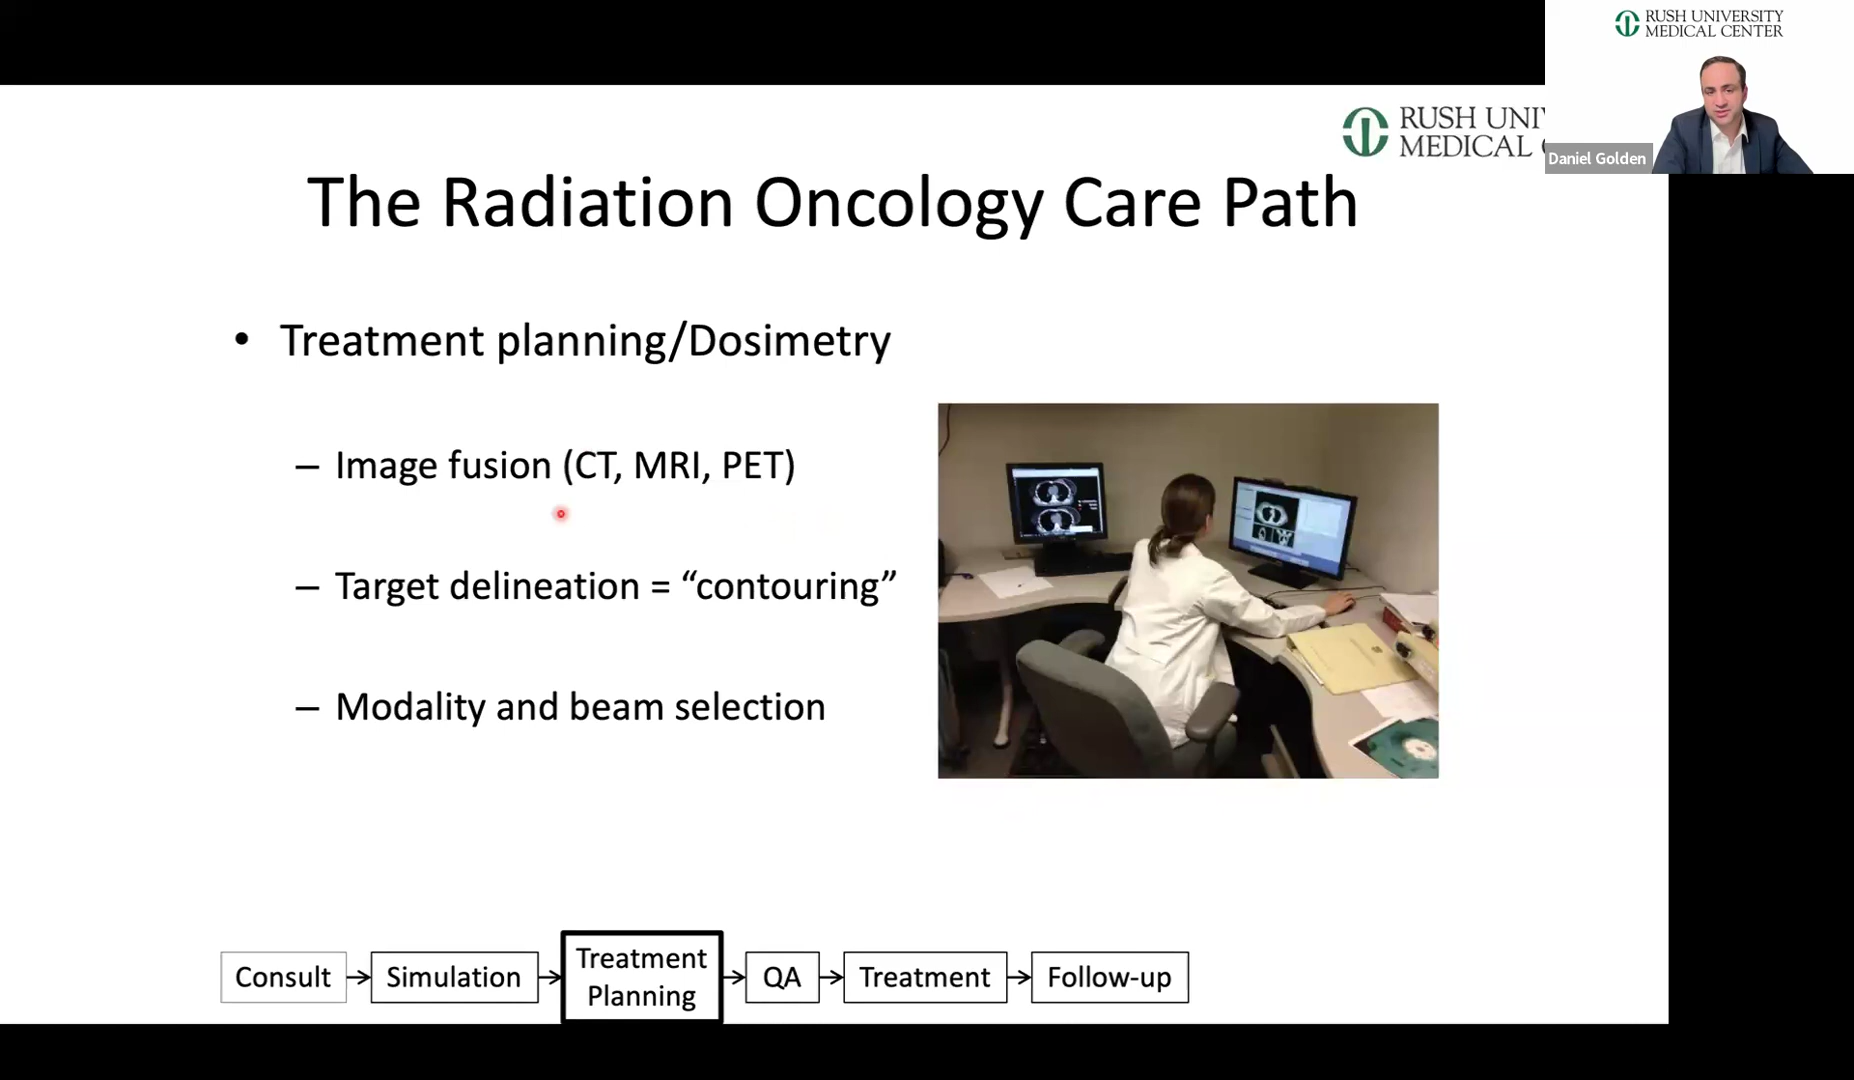 RUSH UNIVERSITY
MEDICAL CENTER
Daniel Golden
RUSH UNI
MEDICAL
The Radiation Oncology Care Path
• Treatment planning/Dosimetry
– Image fusion (CT, MRI, PET)
– Target delineation = “contouring”
– Modality and beam selection
Consult
Simulation
Treatment
Planning
QA
Treatment
Follow-up